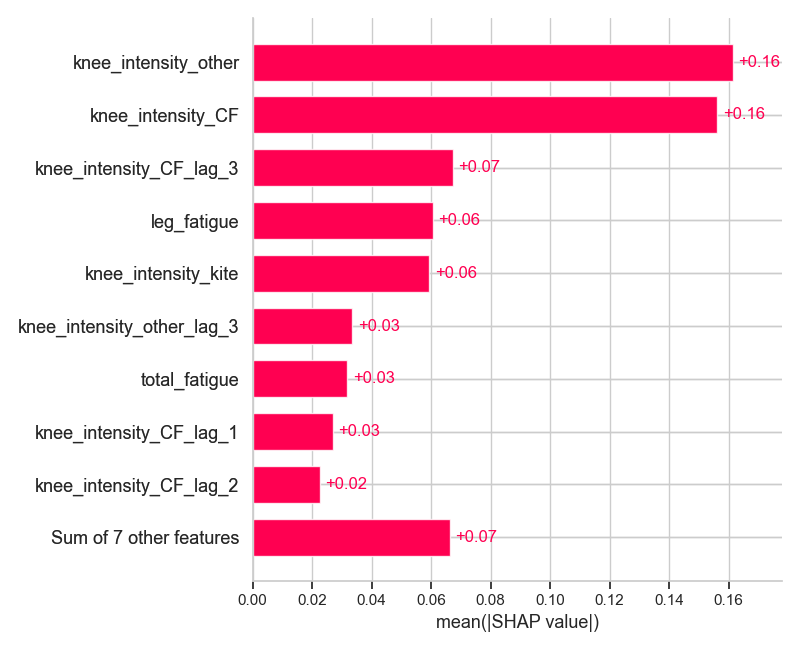 knee_intensity_other +0.16
knee_intensity_CF +0.16
knee_intensity_CF_lag_3 +0.07
leg_fatigue +0.06
knee_intensity_kite +0.06
knee_intensity_other_lag_3 +0.03
total_fatigue +0.03
knee_intensity_CF_lag_1 +0.03
knee_intensity_CF_lag_2 +0.02
Sum of 7 other features +0.07
0.00 0.02 0.04 0.06 0.08 0.10 0.12 0.14 0.16
mean(|SHAP value|)